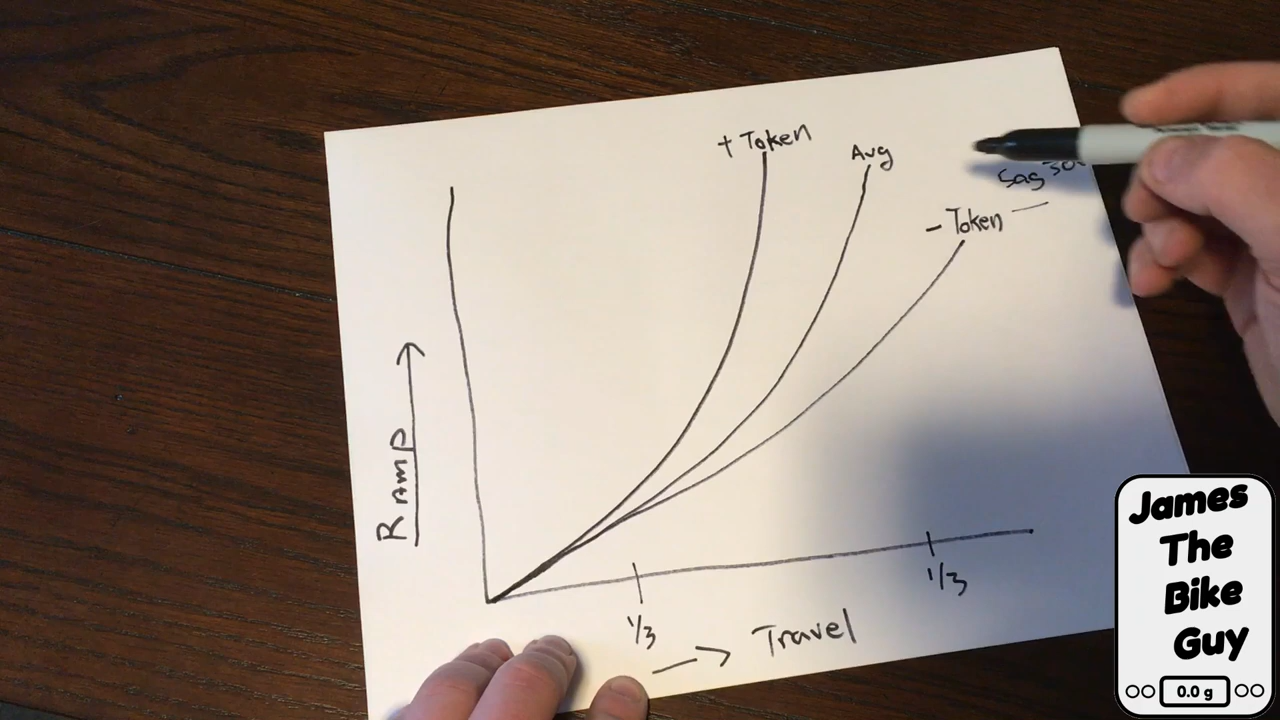 + Token
Avg
Sag
- Token
Ramp
1/3
1/3
Travel
James
The
Bike
Guy
0.0 g